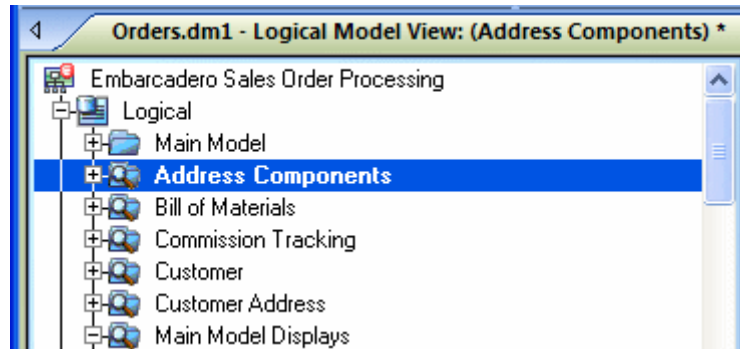 Orders.dm1 - Logical Model View: (Address Components) *
Embarcadero Sales Order Processing
Logical
Main Model
Address Components
Bill of Materials
Commission Tracking
Customer
Customer Address
Main Model Displays